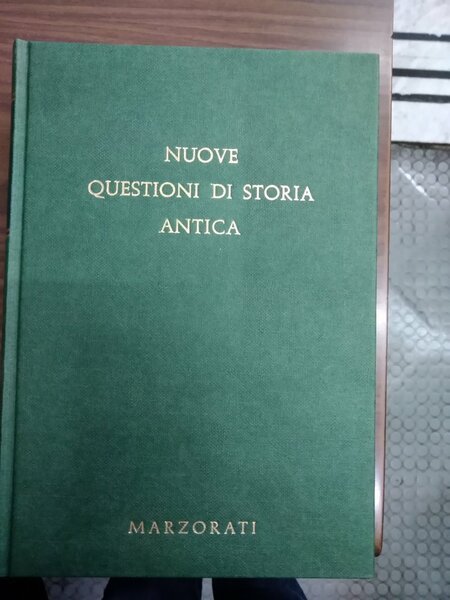 NUOVE
QUESTIONI DI STORIA
ANTICA
MARZORATI